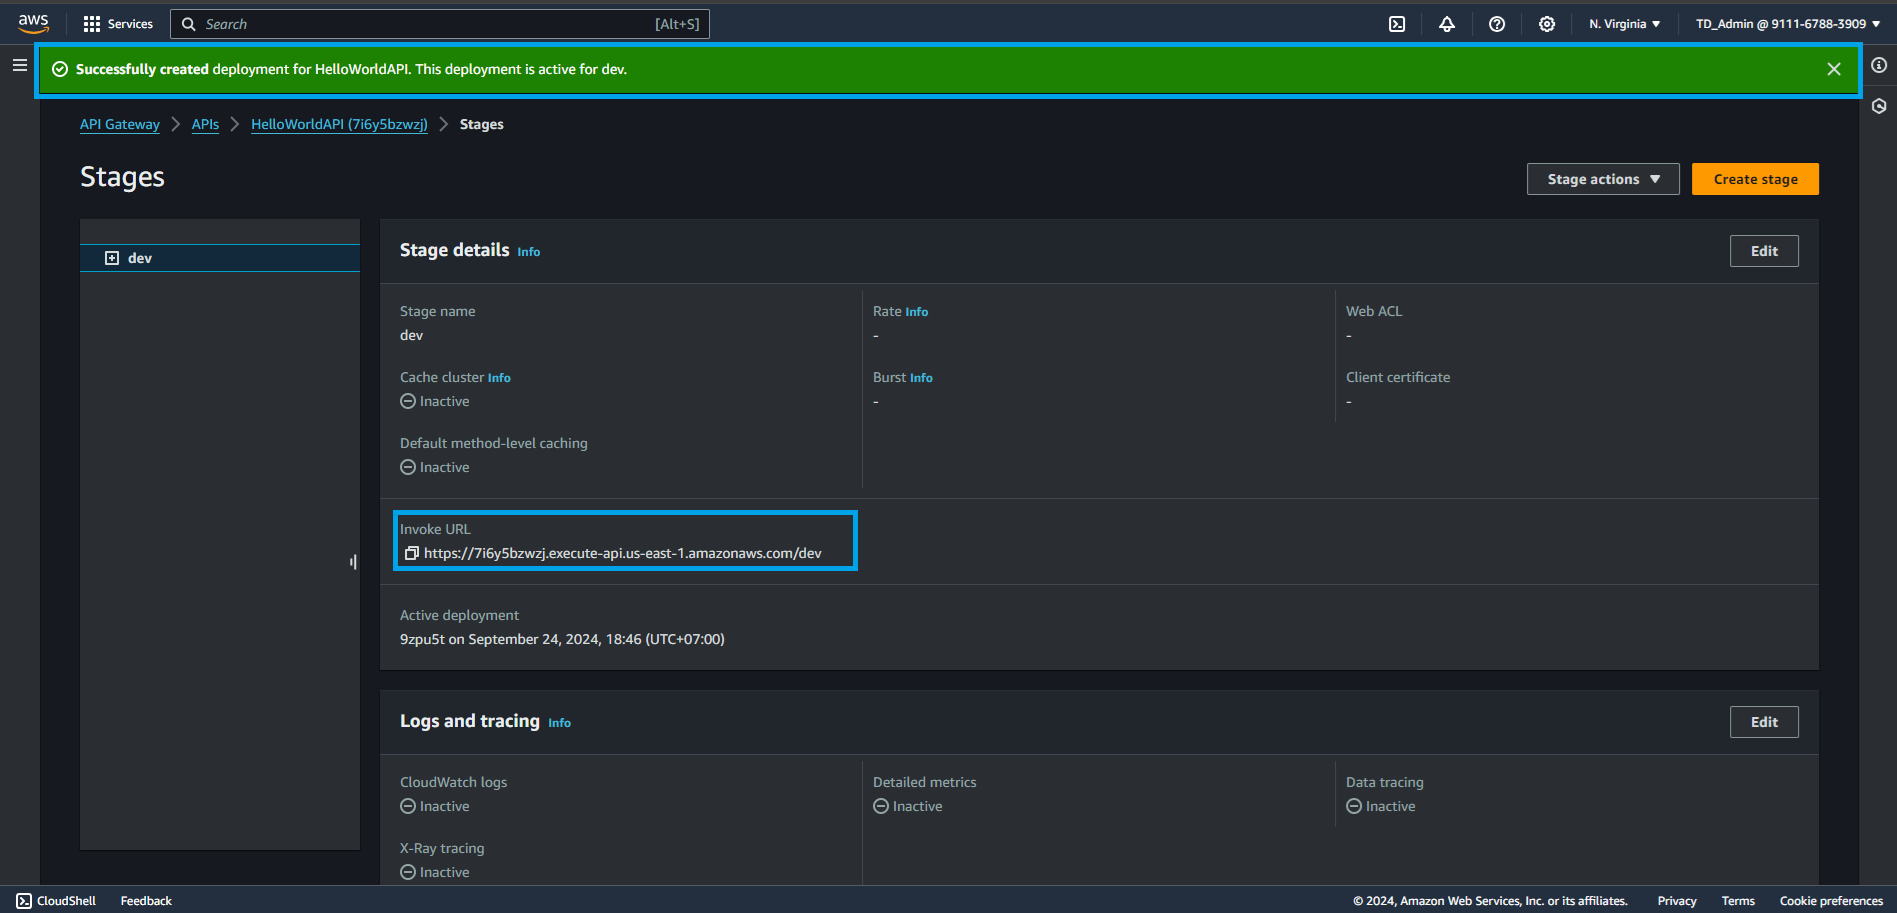 aws Services Search [Alt+S] N. Virginia TD_Admin @ 9111-6788-3909
Successfully created deployment for HelloWorldAPI. This deployment is active for dev.
API Gateway APIs HelloWorldAPI (7i6y5bzwzj) Stages
Stages
Stage actions Create stage
dev
Stage details Info Edit
Stage name Rate Info Web ACL
dev - -
Cache cluster Info Burst Info Client certificate
Inactive - -
Default method-level caching
Inactive
Invoke URL
https://7i6y5bzwzj.execute-api.us-east-1.amazonaws.com/dev
Active deployment
9zpu5t on September 24, 2024, 18:46 (UTC+07:00)
Logs and tracing Info Edit
CloudWatch logs Detailed metrics Data tracing
Inactive Inactive Inactive
X-Ray tracing
Inactive
CloudShell Feedback © 2024, Amazon Web Services, Inc. or its affiliates. Privacy Terms Cookie preferences